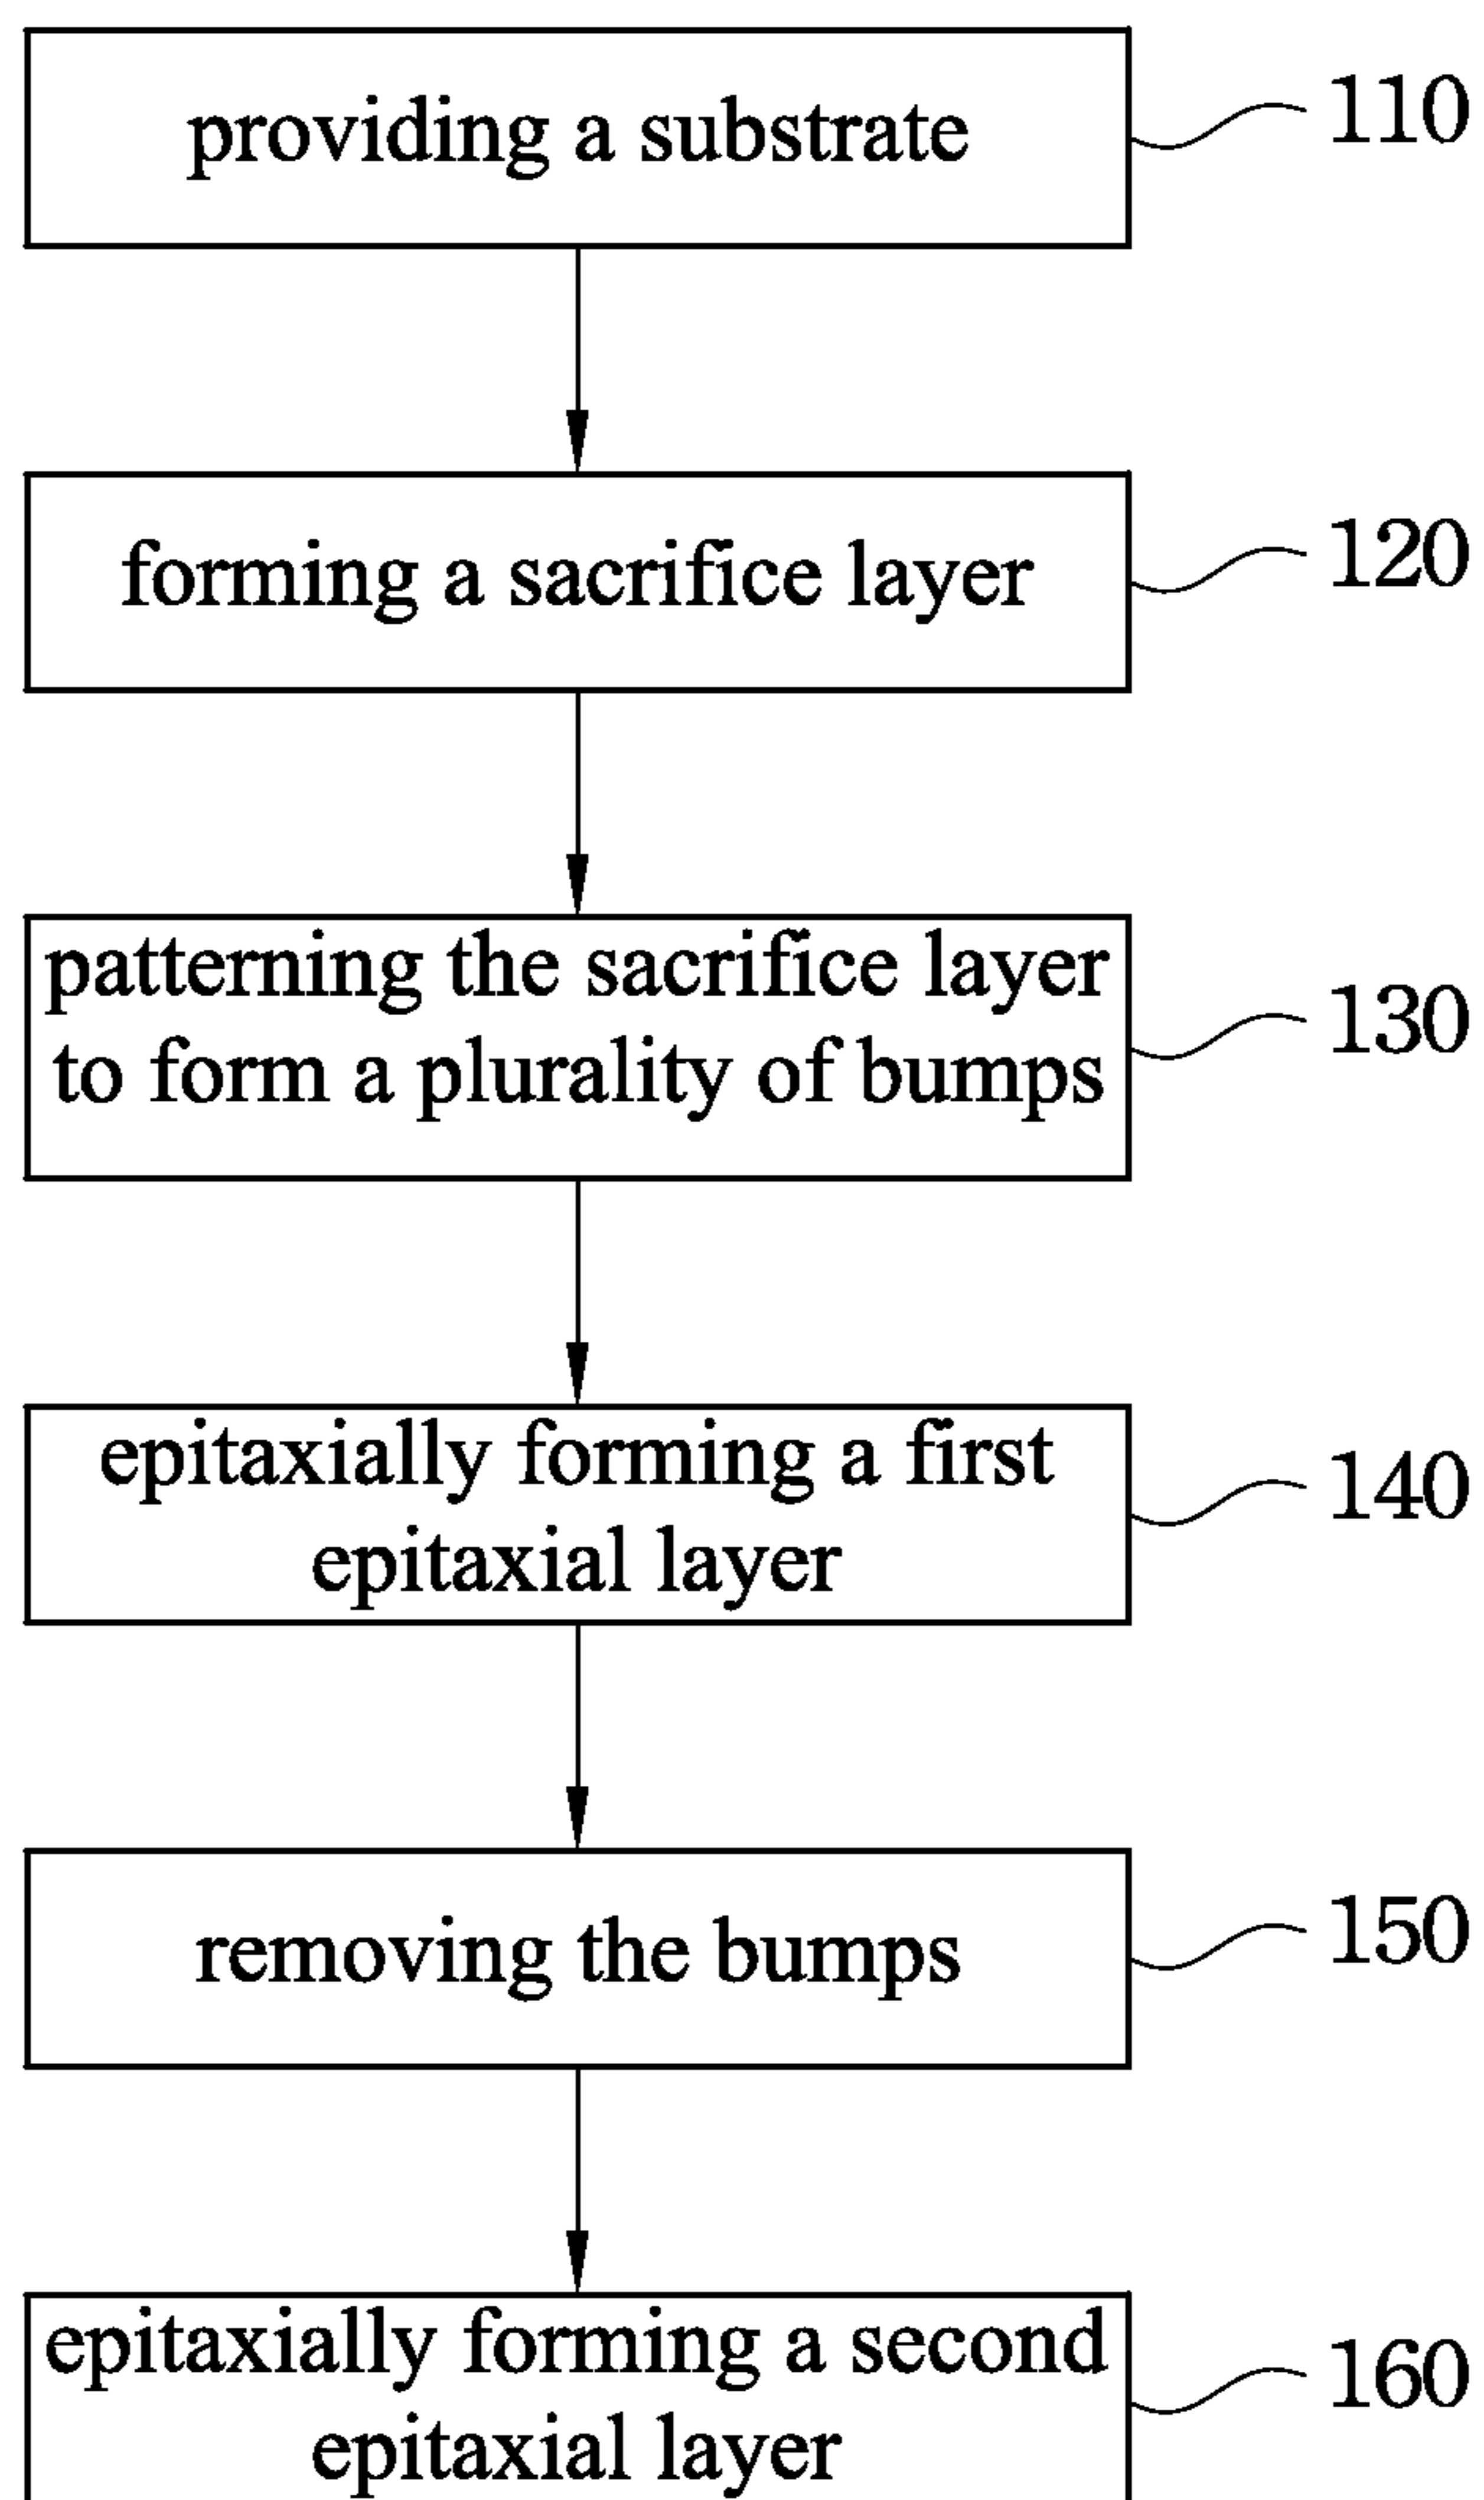 providing a substrate
110
forming a sacrifice layer
120
patterning the sacrifice layer
to form a plurality of bumps
130
epitaxially forming a first
epitaxial layer
140
removing the bumps
150
epitaxially forming a second
epitaxial layer
160